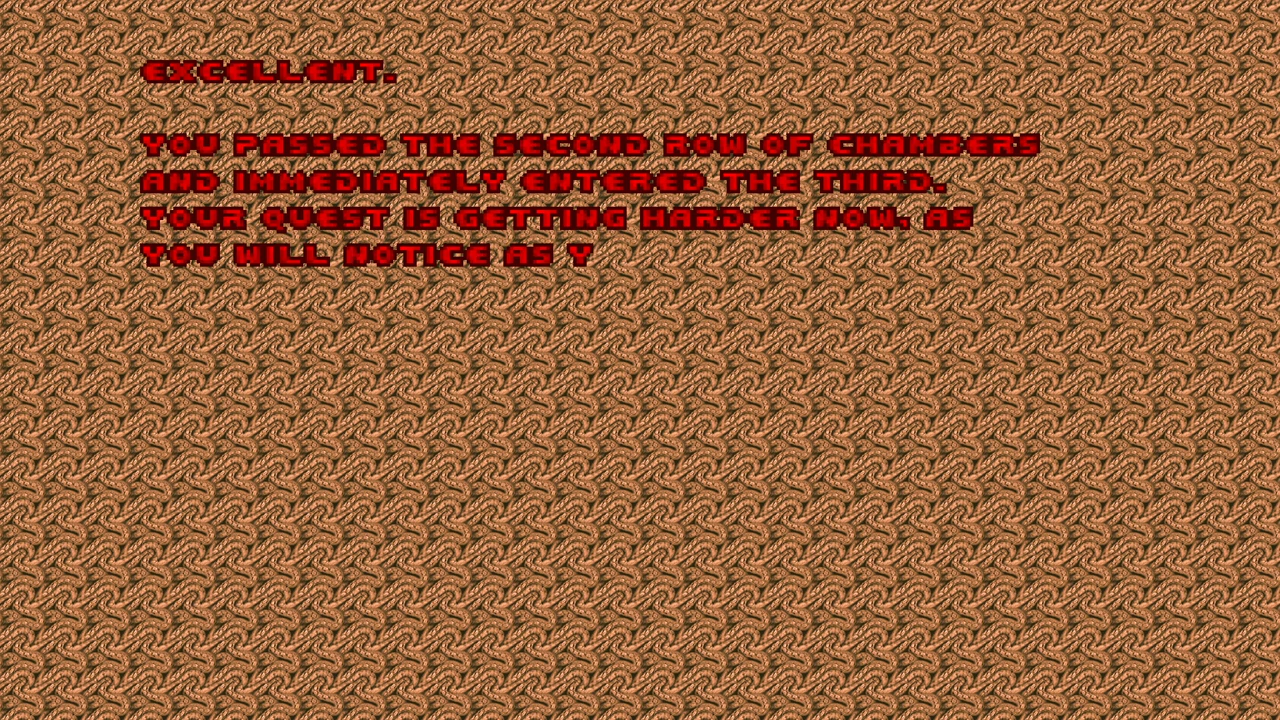 EXCELLENT.
YOU PASSED THE SECOND ROW OF CHAMBERS
AND IMMEDIATELY ENTERED THE THIRD.
YOUR QUEST IS GETTING HARDER NOW, AS
YOU WILL NOTICE AS Y